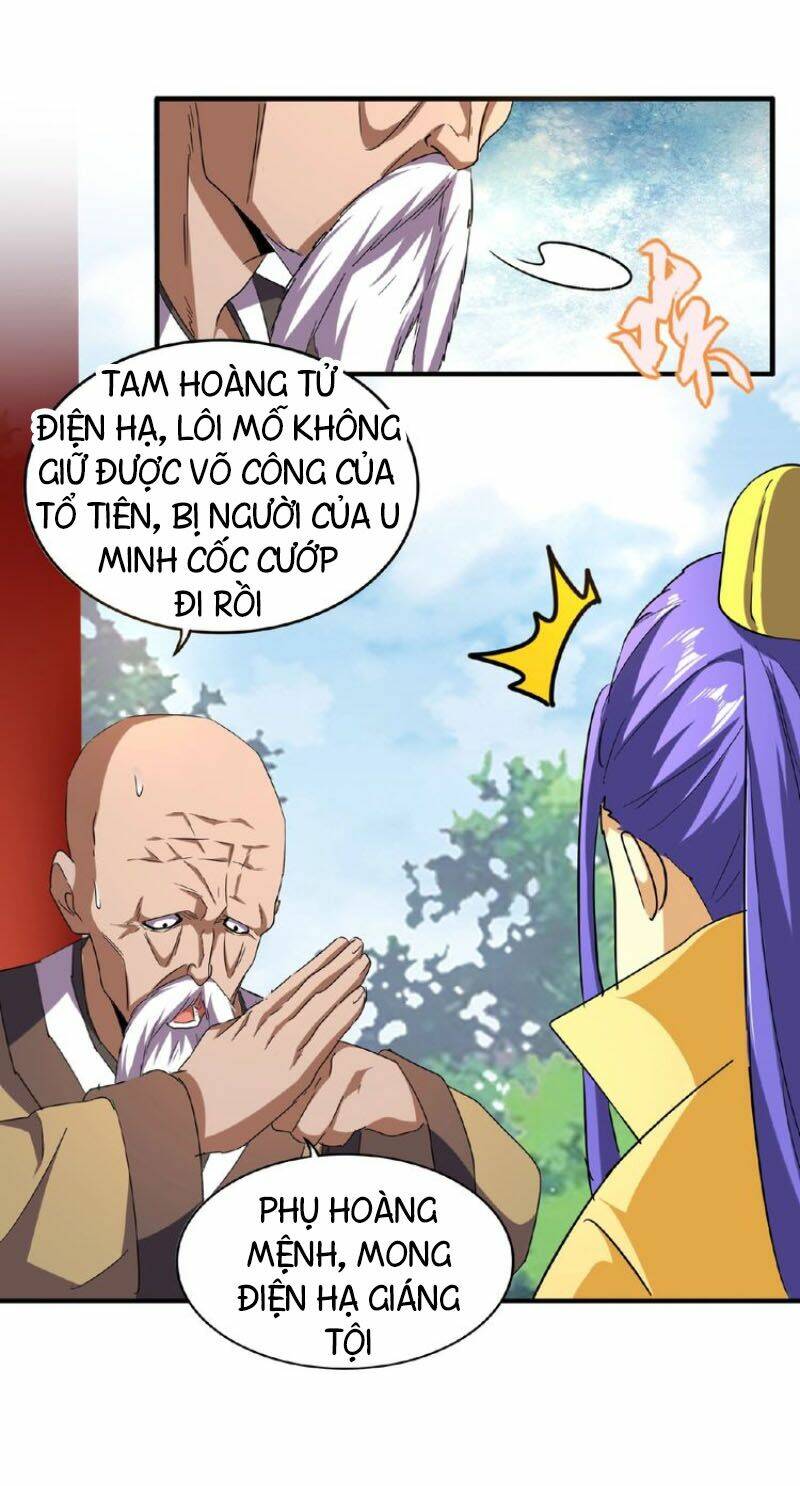 TAM HOÀNG TỬ
ĐIỆN HẠ, LÔI MỐ KHÔNG
GIỮ ĐƯỢC VÕ CÔNG CỦA
TỔ TIÊN, BỊ NGƯỜI CỦA U
MINH CỐC CƯỚP
ĐI RỒI
PHỤ HOÀNG
MỆNH, MONG
ĐIỆN HẠ GIÁNG
TỘI